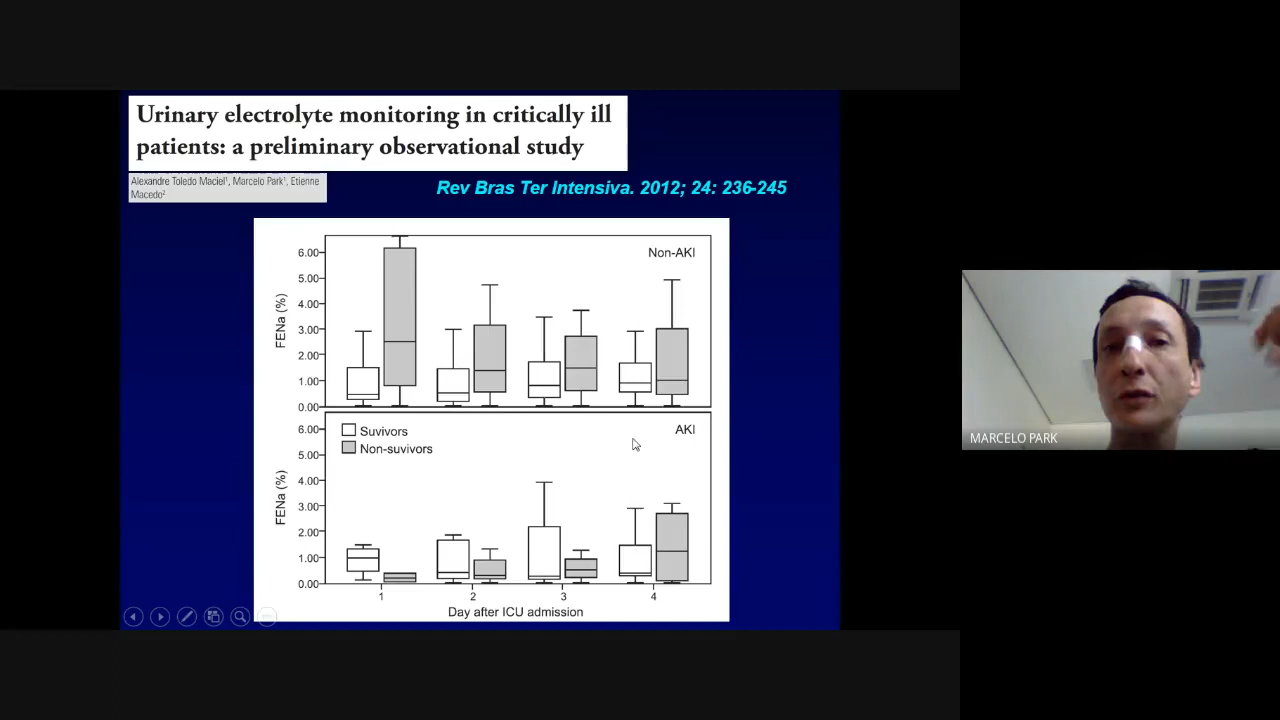 Urinary electrolyte monitoring in critically ill
patients: a preliminary observational study
Alexandre Toledo Maciel¹, Marcelo Park¹, Etienne
Macedo²
Rev Bras Ter Intensiva. 2012; 24: 236-245
Non-AKI
6.00
5.00
4.00
3.00
2.00
1.00
0.00
FENa (%)
AKI
Suvivors
Non-suvivors
6.00
5.00
4.00
3.00
2.00
1.00
0.00
FENa (%)
1 2 3 4
Day after ICU admission
MARCELO PARK